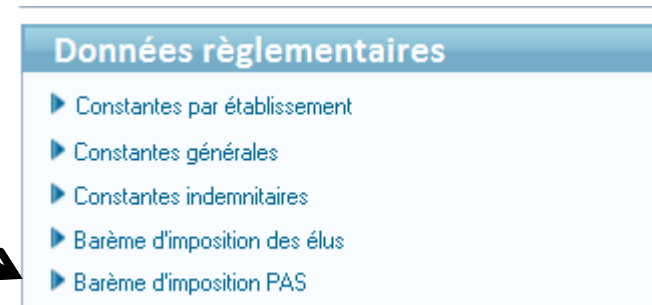 Données règlementaires
Constantes par établissement
Constantes générales
Constantes indemnitaires
Barème d'imposition des élus
Barème d'imposition PAS